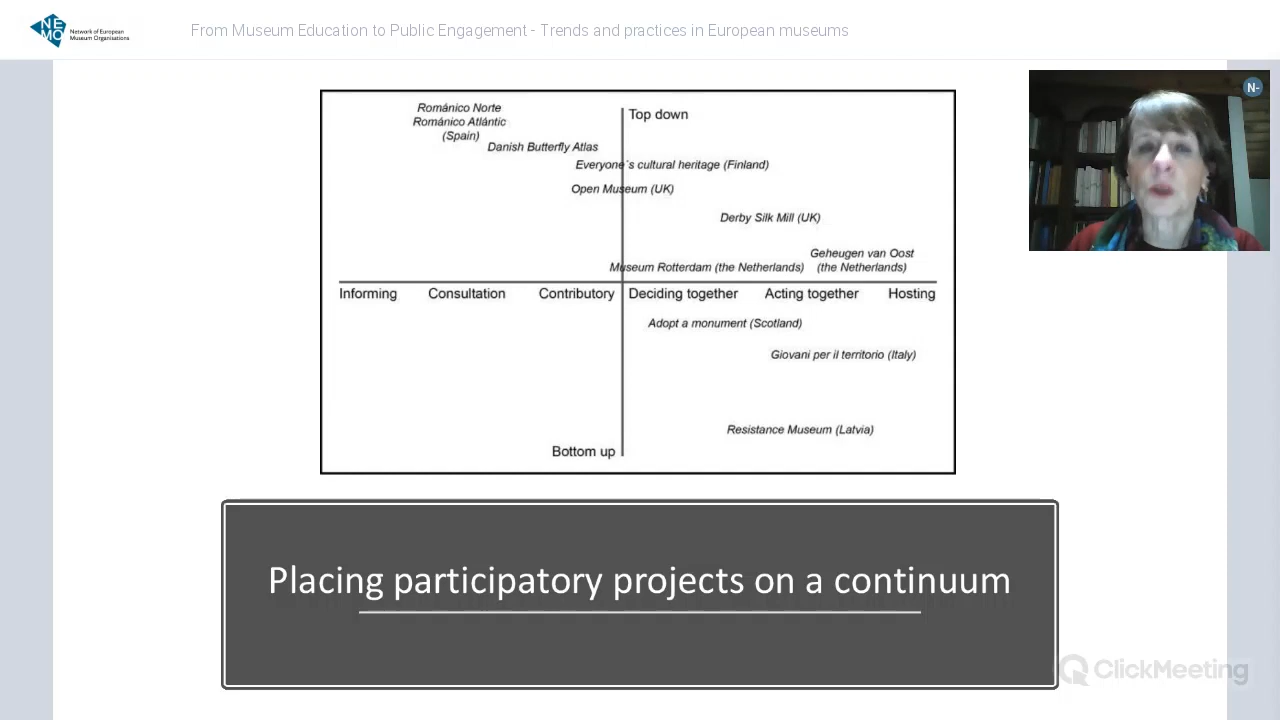 NE
MO
Network of European
Museum Organisations
From Museum Education to Public Engagement - Trends and practices in European museums
N-
Románico Norte
Románico Atlántic
(Spain)
Top down
Danish Butterfly Atlas
Everyone´s cultural heritage (Finland)
Open Museum (UK)
Derby Silk Mill (UK)
Geheugen van Oost
(the Netherlands)
Museum Rotterdam (the Netherlands)
Informing Consultation Contributory Deciding together Acting together Hosting
Adopt a monument (Scotland)
Giovani per il territorio (Italy)
Resistance Museum (Latvia)
Bottom up
Placing participatory projects on a continuum
ClickMeeting